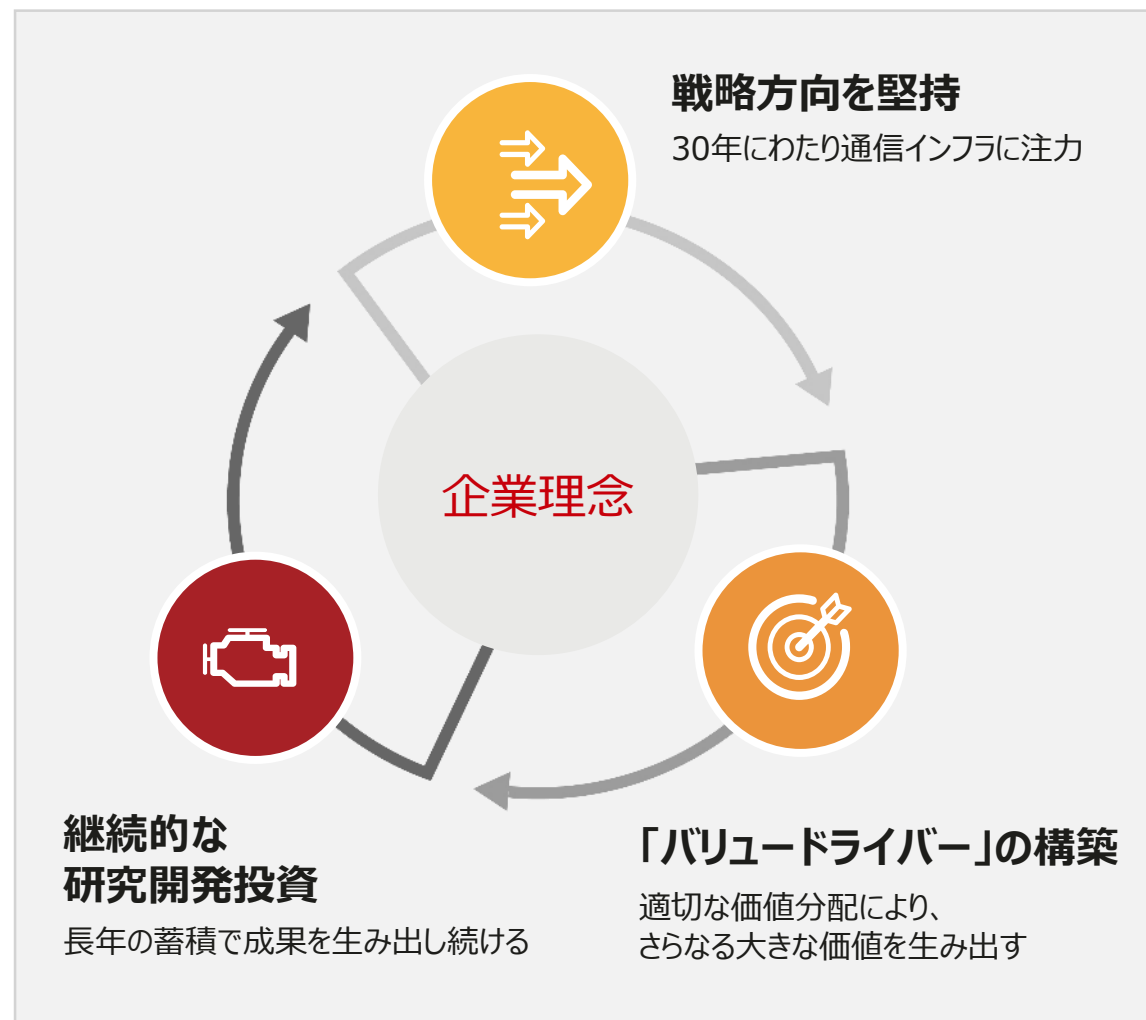 戦略方向を堅持
30年にわたり通信インフラに注力
企業理念
継続的な
研究開発投資
長年の蓄積で成果を生み出し続ける
「バリュードライバー」の構築
適切な価値分配により、
さらなる大きな価値を生み出す